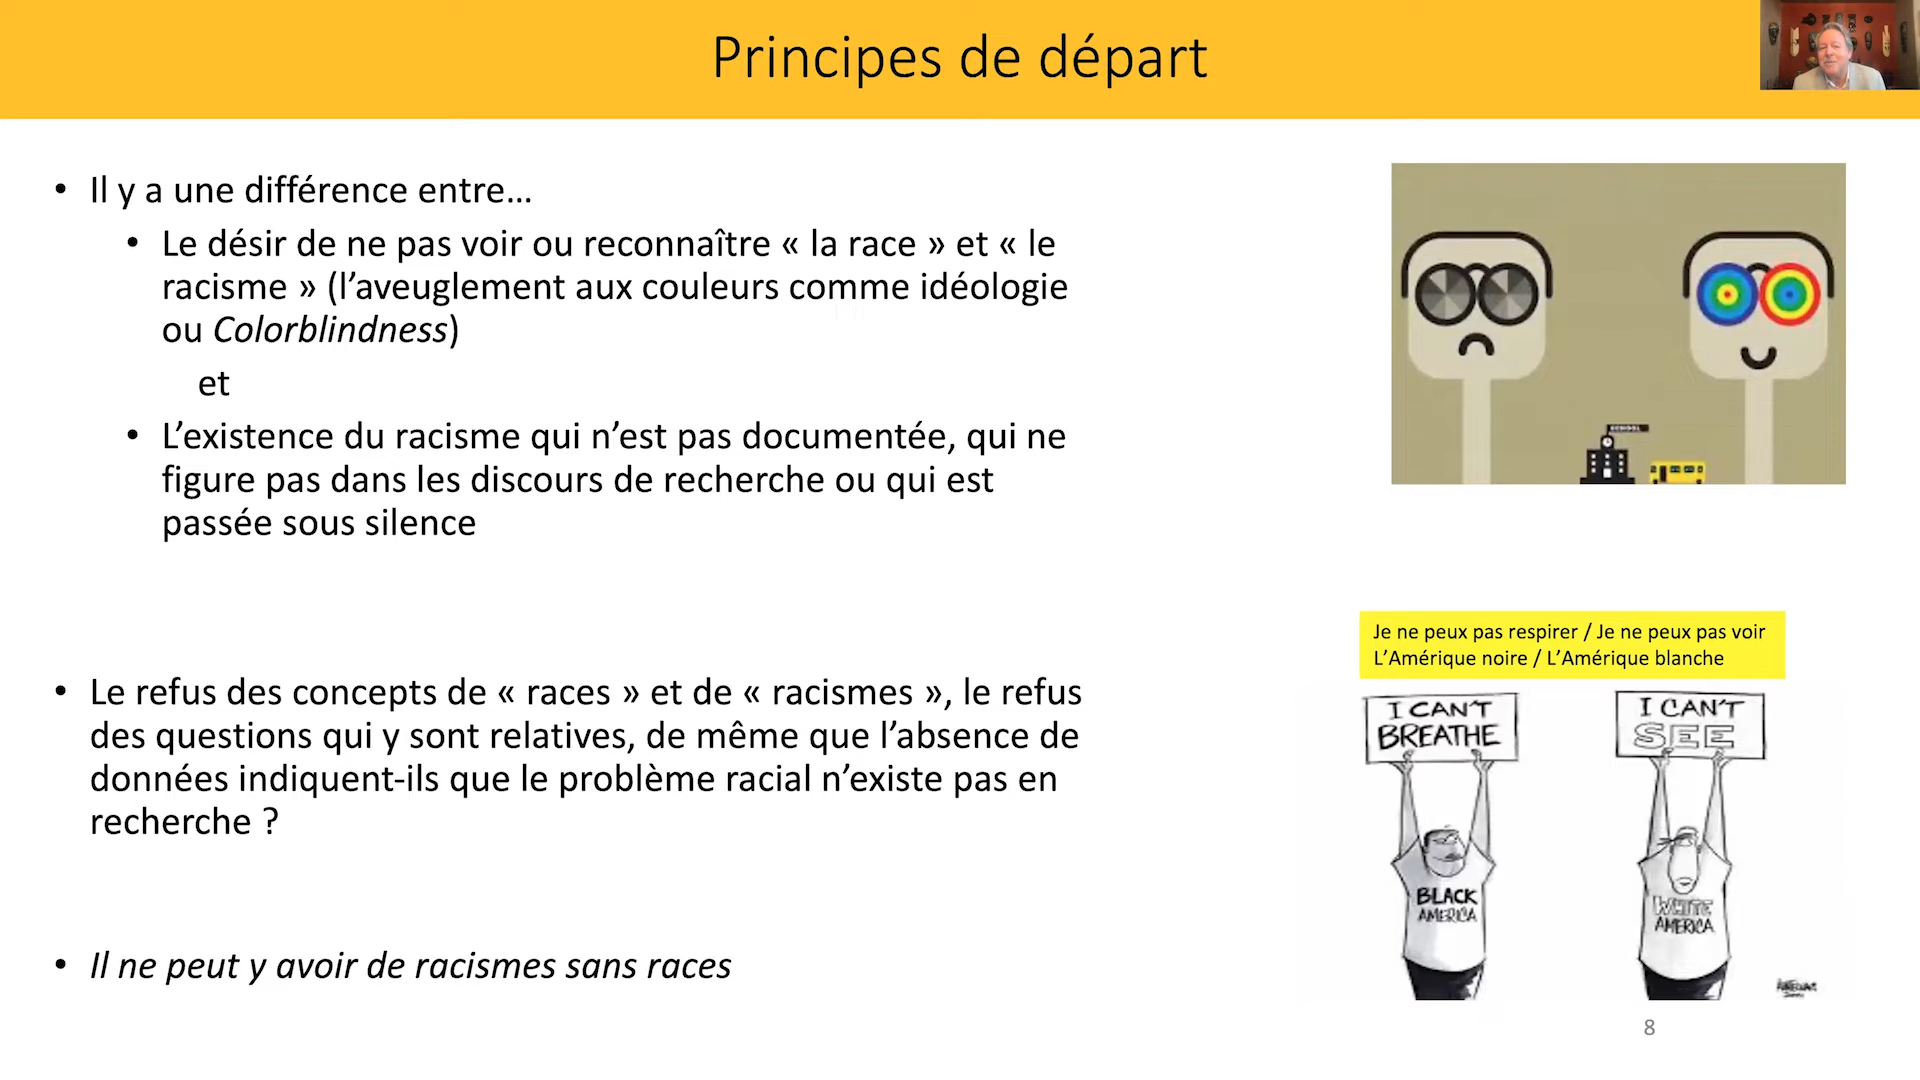 Principes de départ
• Il y a une différence entre…
• Le désir de ne pas voir ou reconnaître « la race » et « le
racisme » (l’aveuglement aux couleurs comme idéologie
ou Colorblindness)
et
• L’existence du racisme qui n’est pas documentée, qui ne
figure pas dans les discours de recherche ou qui est
passée sous silence
• Le refus des concepts de « races » et de « racismes », le refus
des questions qui y sont relatives, de même que l’absence de
données indiquent-ils que le problème racial n’existe pas en
recherche ?
• Il ne peut y avoir de racismes sans races
SCHOOL
Je ne peux pas respirer / Je ne peux pas voir
L’Amérique noire / L’Amérique blanche
I CAN'T
BREATHE
BLACK
AMERICA
I CAN'T
SEE
WHITE
AMERICA
8